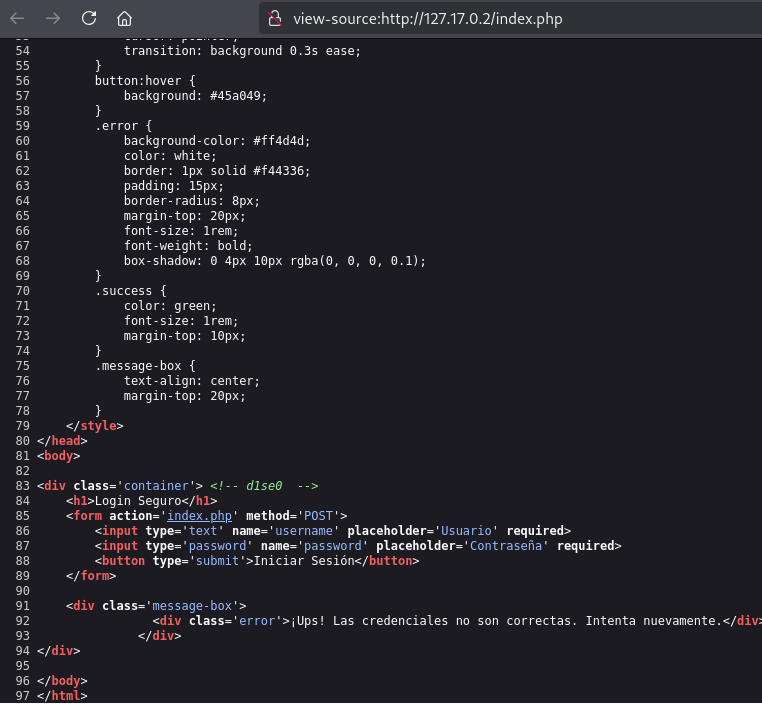 view-source:http://127.17.0.2/index.php
54 transition: background 0.3s ease;
55 }
56 button:hover {
57 background: #45a049;
58 }
59 .error {
60 background-color: #ff4d4d;
61 color: white;
62 border: 1px solid #f44336;
63 padding: 15px;
64 border-radius: 8px;
65 margin-top: 20px;
66 font-size: 1rem;
67 font-weight: bold;
68 box-shadow: 0 4px 10px rgba(0, 0, 0, 0.1);
69 }
70 .success {
71 color: green;
72 font-size: 1rem;
73 margin-top: 10px;
74 }
75 .message-box {
76 text-align: center;
77 margin-top: 20px;
78 }
79 </style>
80 </head>
81 <body>
82
83 <div class='container'> <!-- d1se0  -->
84 <h1>Login Seguro</h1>
85 <form action='index.php' method='POST'>
86 <input type='text' name='username' placeholder='Usuario' required>
87 <input type='password' name='password' placeholder='Contraseña' required>
88 <button type='submit'>Iniciar Sesión</button>
89 </form>
90
91 <div class='message-box'>
92 <div class='error'>¡Ups! Las credenciales no son correctas. Intenta nuevamente.</div>
93 </div>
94 </div>
95
96 </body>
97 </html>